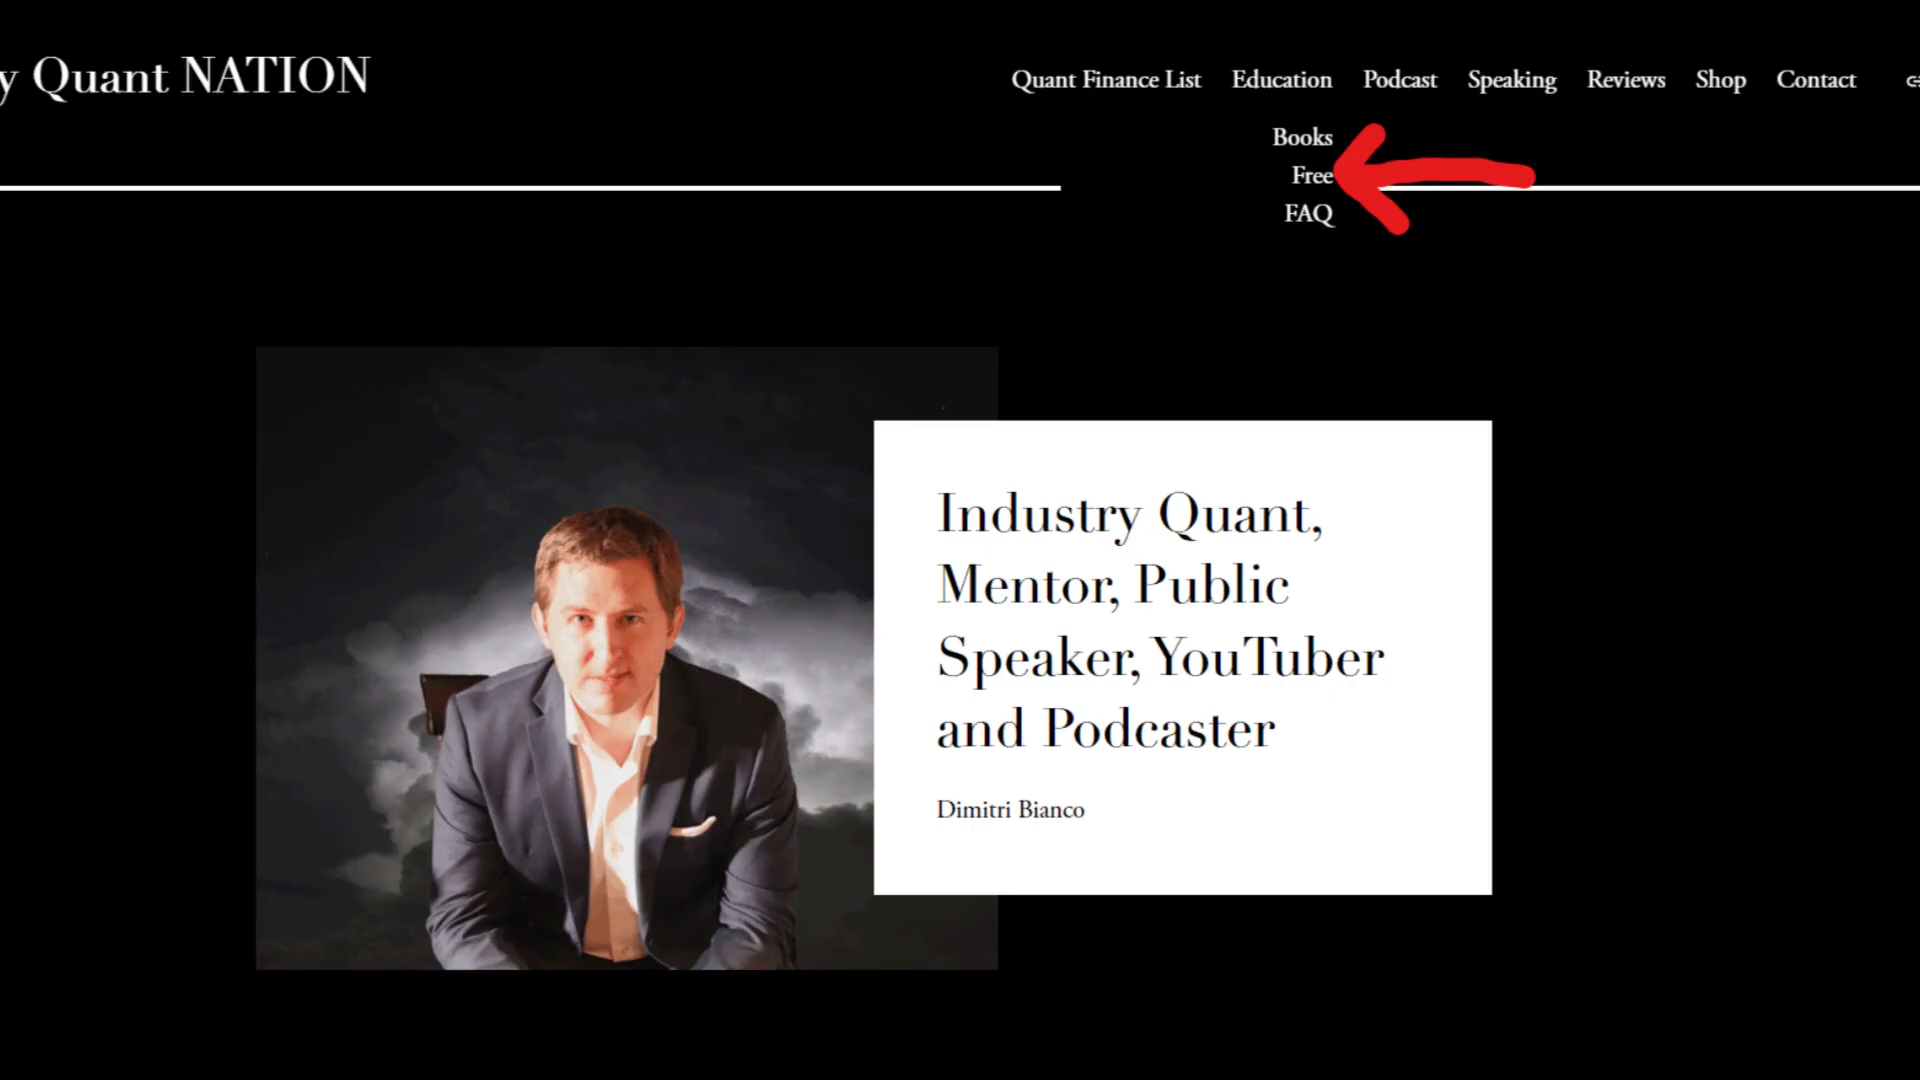 y Quant NATION
Quant Finance List Education Podcast Speaking Reviews Shop Contact
Books
Free
FAQ
Industry Quant,
Mentor, Public
Speaker, YouTuber
and Podcaster
Dimitri Bianco